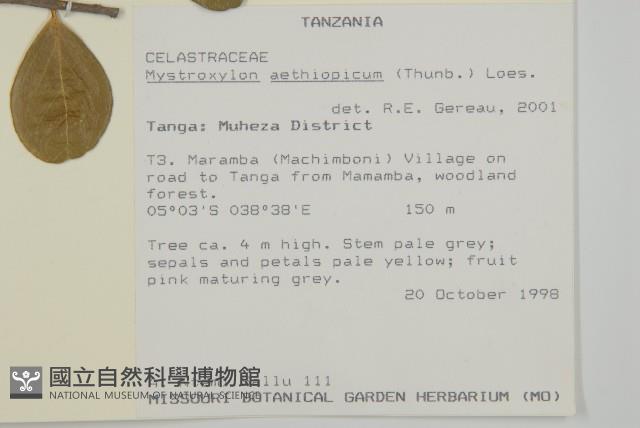 TANZANIA
CELASTRACEAE
Mystroxylon aethiopicum (Thunb.) Loes.
det. R.E. Gereau, 2001
Tanga: Muheza District
T3. Maramba (Machimboni) Village on
road to Tanga from Mamamba, woodland
forest.
05°03'S 038°38'E 150 m
Tree ca. 4 m high. Stem pale grey;
sepals and petals pale yellow; fruit
pink maturing grey.
20 October 1998
111
MISSOURI BOTANICAL GARDEN HERBARIUM (MO)
國立自然科學博物館
NATIONAL MUSEUM OF NATURAL SCIENCE